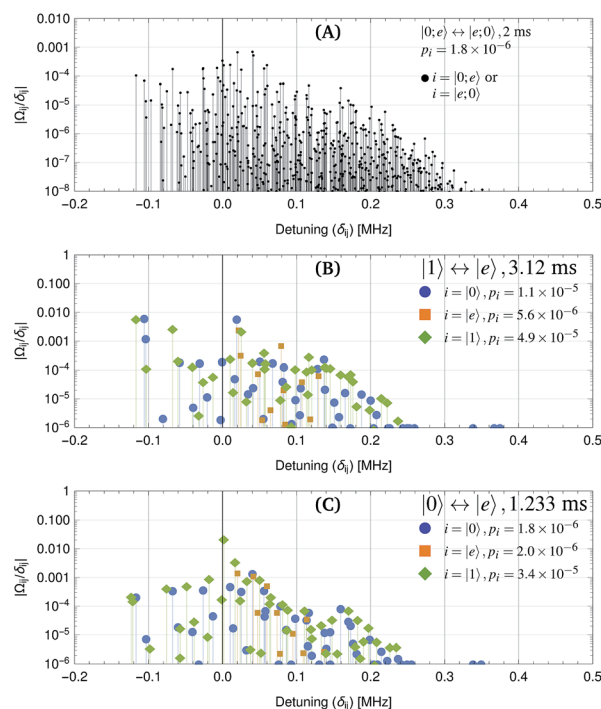 (A)
|0;e⟩ ↔ |e;0⟩ , 2 ms
p_i = 1.8 × 10^-6
● i = |0;e⟩ or
i = |e;0⟩
|Ω_ij/δ_ij|
0.010
0.001
10^-4
10^-5
10^-6
10^-7
10^-8
−0.2 −0.1 0.0 0.1 0.2 0.3 0.4 0.5
Detuning (δ_ij) [MHz]
(B)
|1⟩ ↔ |e⟩ , 3.12 ms
i = |0⟩, p_i = 1.1 × 10^-5
i = |e⟩, p_i = 5.6 × 10^-6
i = |1⟩, p_i = 4.9 × 10^-5
|Ω_ij/δ_ij|
1
0.100
0.010
0.001
10^-4
10^-5
10^-6
−0.2 −0.1 0.0 0.1 0.2 0.3 0.4 0.5
Detuning (δ_ij) [MHz]
(C)
|0⟩ ↔ |e⟩ , 1.233 ms
i = |0⟩, p_i = 1.8 × 10^-6
i = |e⟩, p_i = 2.0 × 10^-6
i = |1⟩, p_i = 3.4 × 10^-5
|Ω_ij/δ_ij|
1
0.100
0.010
0.001
10^-4
10^-5
10^-6
−0.2 −0.1 0.0 0.1 0.2 0.3 0.4 0.5
Detuning (δ_ij) [MHz]